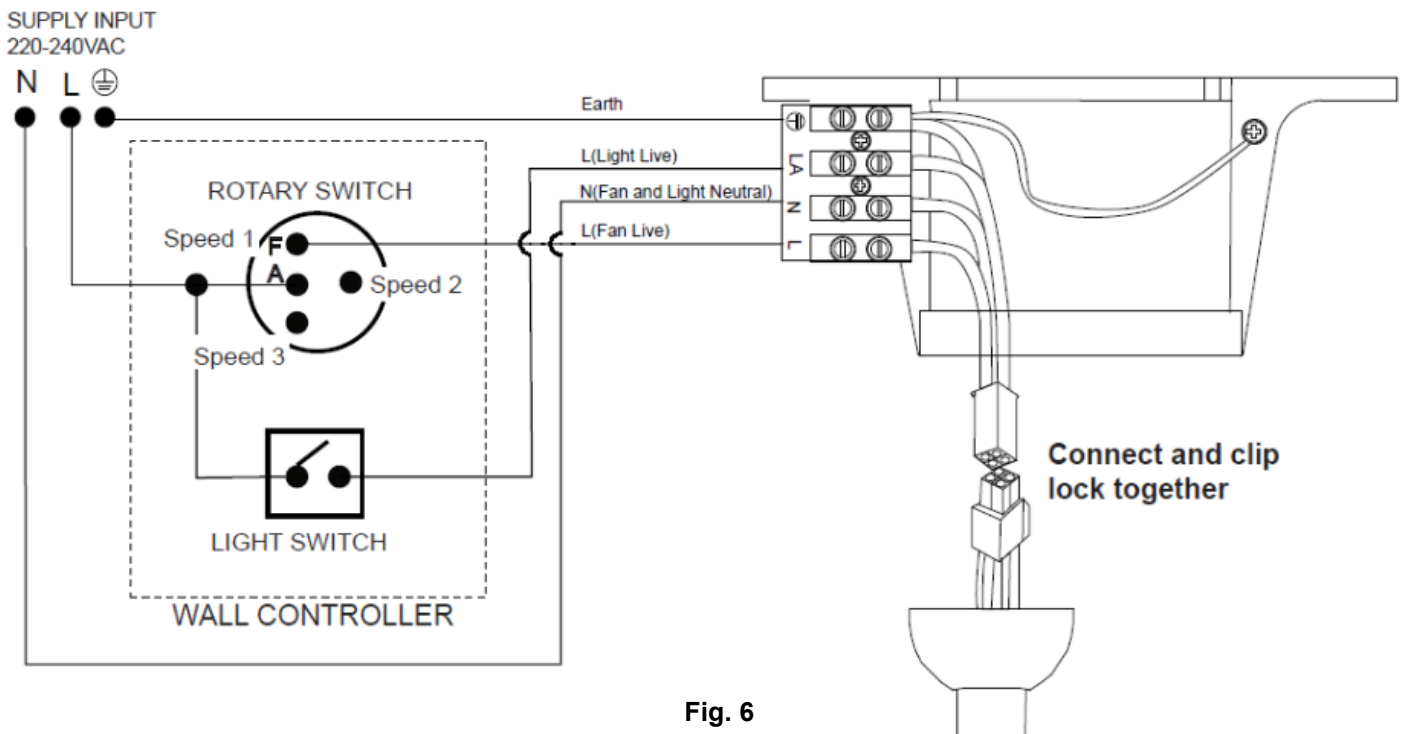 SUPPLY INPUT
220-240VAC
N L
Earth
L(Light Live)
N(Fan and Light Neutral)
L(Fan Live)
LA
N
L
ROTARY SWITCH
Speed 1
F
A
Speed 2
Speed 3
LIGHT SWITCH
WALL CONTROLLER
Connect and clip
lock together
Fig. 6